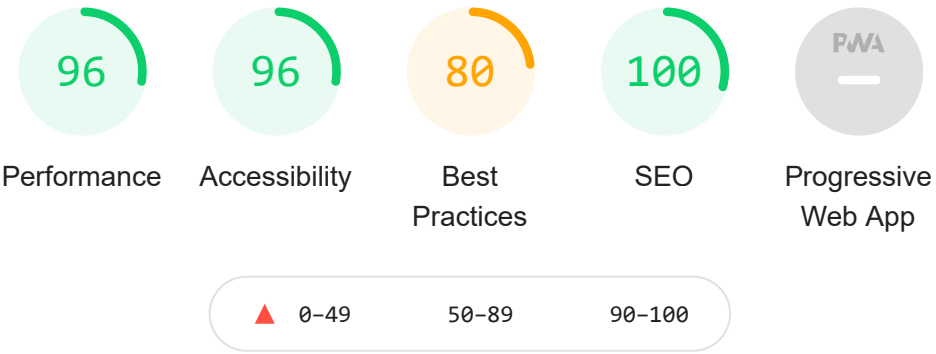 96 96 80 100 PWA
Performance Accessibility Best Practices SEO Progressive Web App
0–49 50–89 90–100